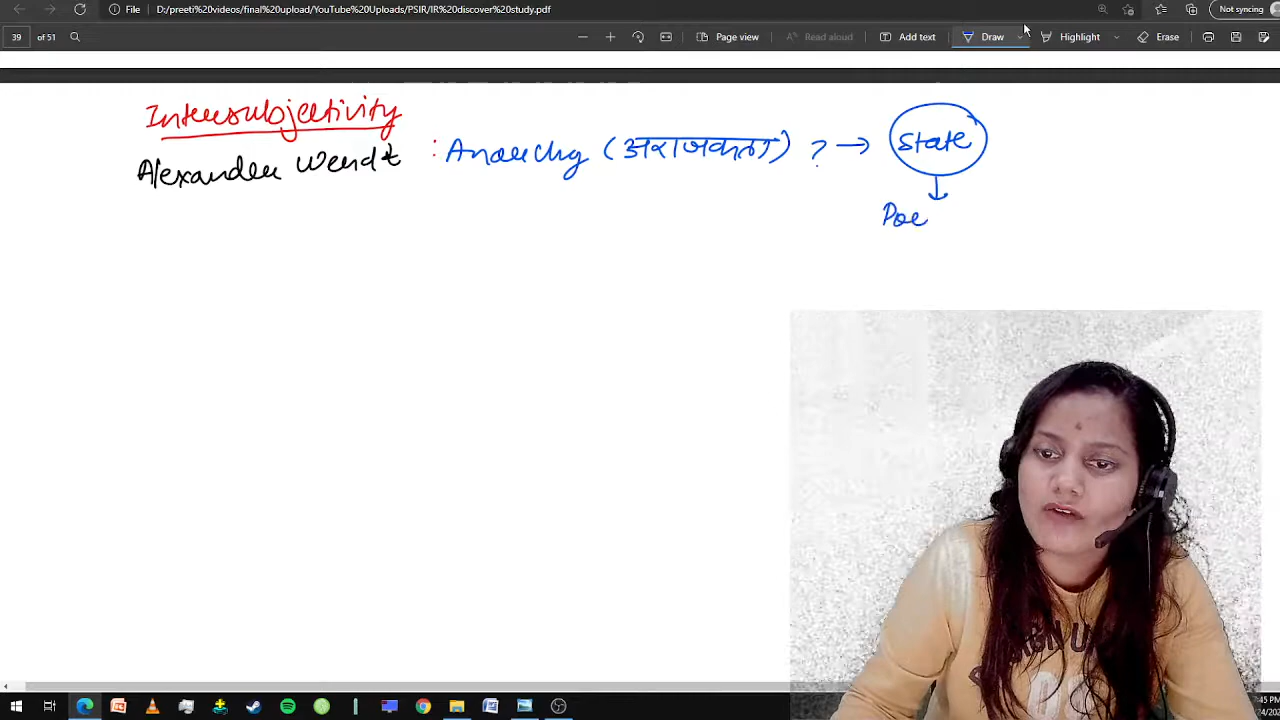 File D:/preeti%20videos/final%20upload/YouTube%20Uploads/PSIR/IR%20discover%20study.pdf Not syncing
39 of 51 Page view Read aloud Add text Draw Highlight Erase
Intersubjectivity
Alexander Wendt : Anarchy (अराजकता) ? → State
Poe